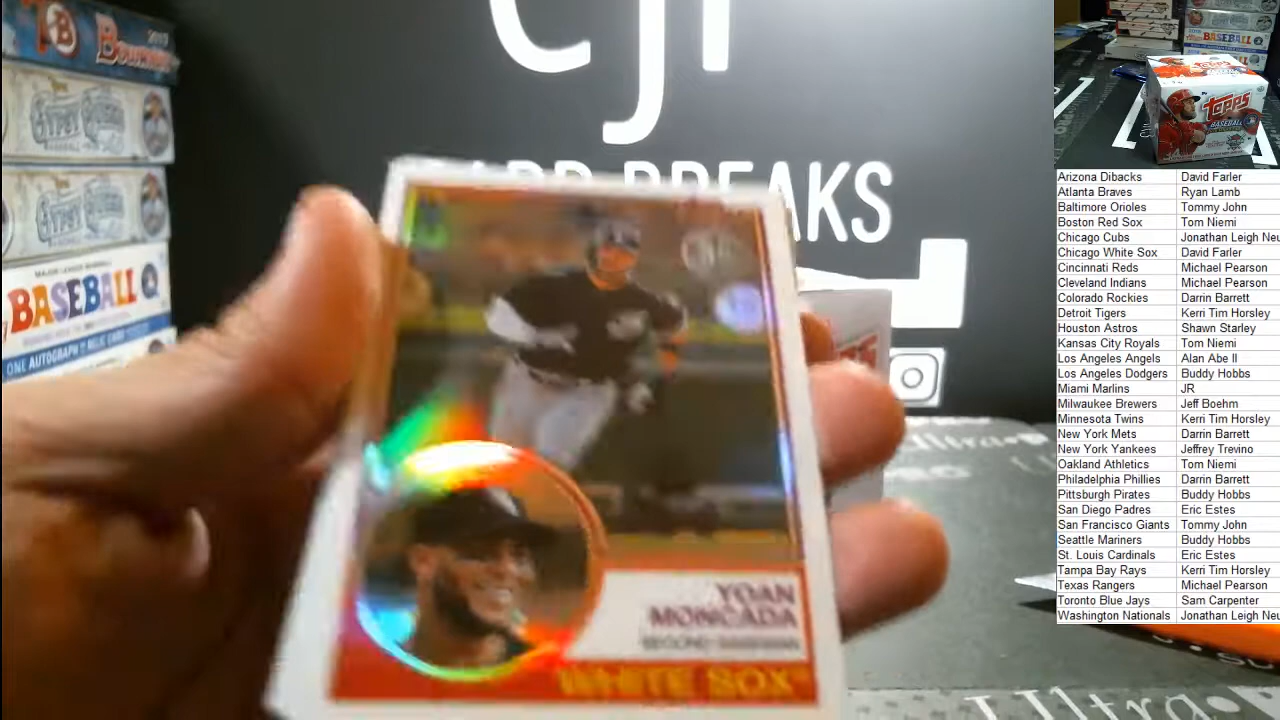 CJ
CARD BREAKS
Bowman
GYPSY QUEEN
GYPSY QUEEN
MAJOR LEAGUE BASEBALL
BASEBALL
ONE AUTOGRAPH OR RELIC CARD
YOAN
MONCADA
SECOND BASEMAN
WHITE SOX
Ultra
TOPPS
BASEBALL
BASEBALL
Arizona Dibacks David Farler
Atlanta Braves Ryan Lamb
Baltimore Orioles Tommy John
Boston Red Sox Tom Niemi
Chicago Cubs Jonathan Leigh Neu
Chicago White Sox David Farler
Cincinnati Reds Michael Pearson
Cleveland Indians Michael Pearson
Colorado Rockies Darrin Barrett
Detroit Tigers Kerri Tim Horsley
Houston Astros Shawn Starley
Kansas City Royals Tom Niemi
Los Angeles Angels Alan Abe II
Los Angeles Dodgers Buddy Hobbs
Miami Marlins JR
Milwaukee Brewers Jeff Boehm
Minnesota Twins Kerri Tim Horsley
New York Mets Darrin Barrett
New York Yankees Jeffrey Trevino
Oakland Athletics Tom Niemi
Philadelphia Phillies Darrin Barrett
Pittsburgh Pirates Buddy Hobbs
San Diego Padres Eric Estes
San Francisco Giants Tommy John
Seattle Mariners Buddy Hobbs
St. Louis Cardinals Eric Estes
Tampa Bay Rays Kerri Tim Horsley
Texas Rangers Michael Pearson
Toronto Blue Jays Sam Carpenter
Washington Nationals Jonathan Leigh Neu
Ultra-